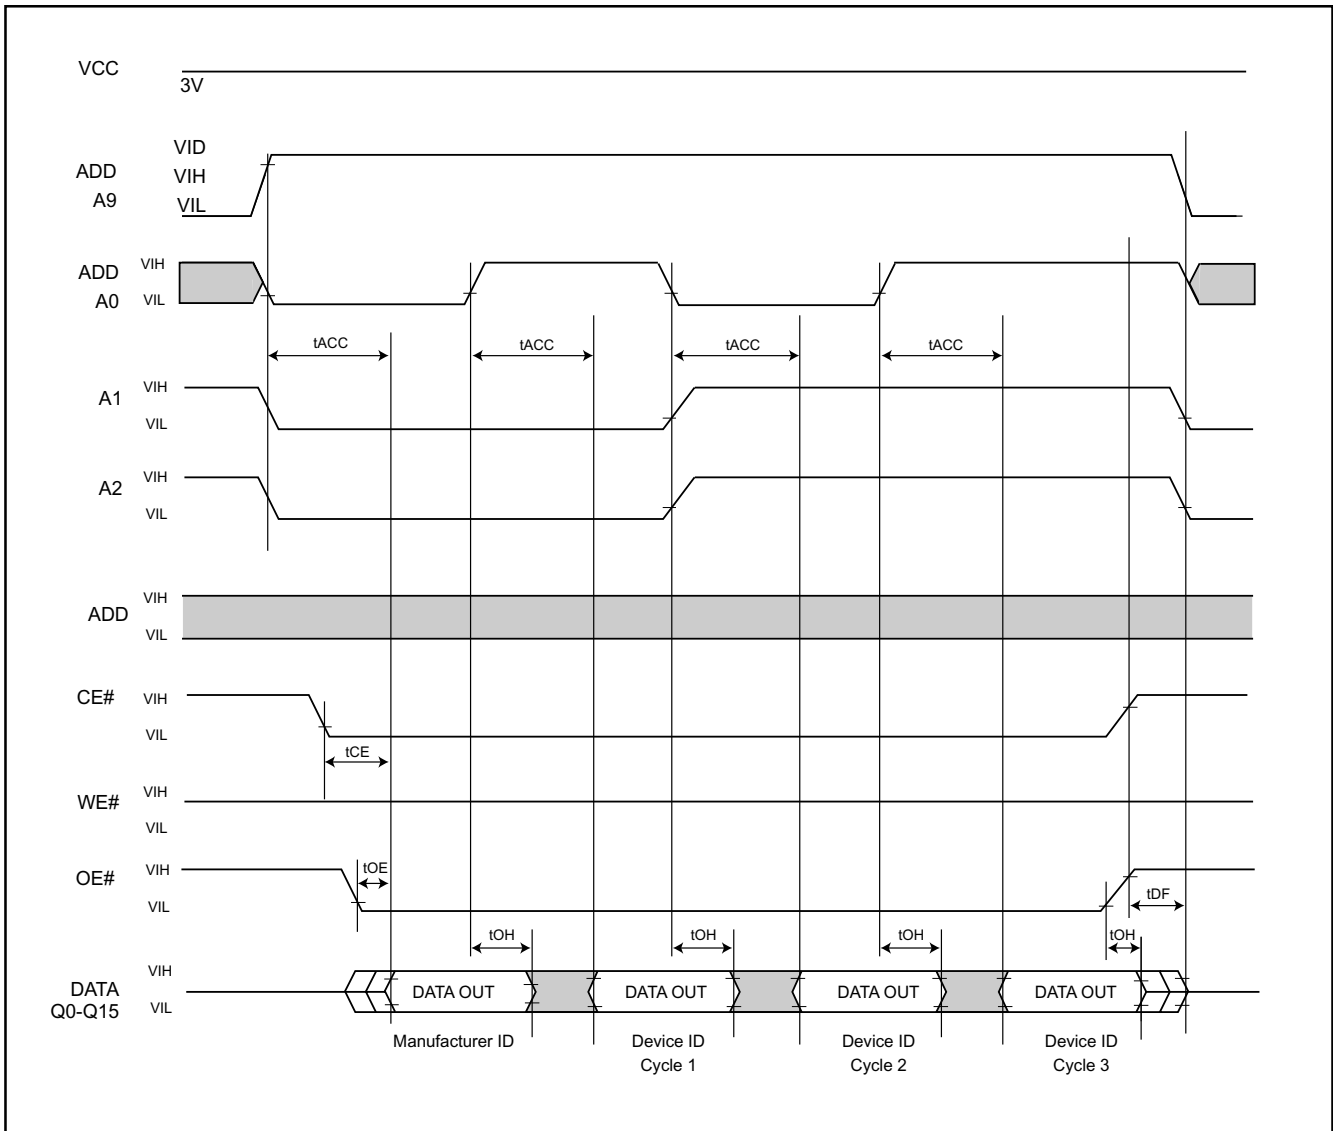 VCC
3V
VID
ADD
VIH
A9
VIL
ADD VIH
A0 VIL
tACC tACC tACC tACC
A1 VIH
VIL
A2 VIH
VIL
ADD VIH
VIL
CE# VIH
VIL
tCE
WE# VIH
VIL
OE# VIH
tOE
VIL
tDF
tOH tOH tOH tOH
VIH
DATA DATA OUT DATA OUT DATA OUT DATA OUT
Q0-Q15 VIL
Manufacturer ID Device ID Device ID Device ID
Cycle 1 Cycle 2 Cycle 3